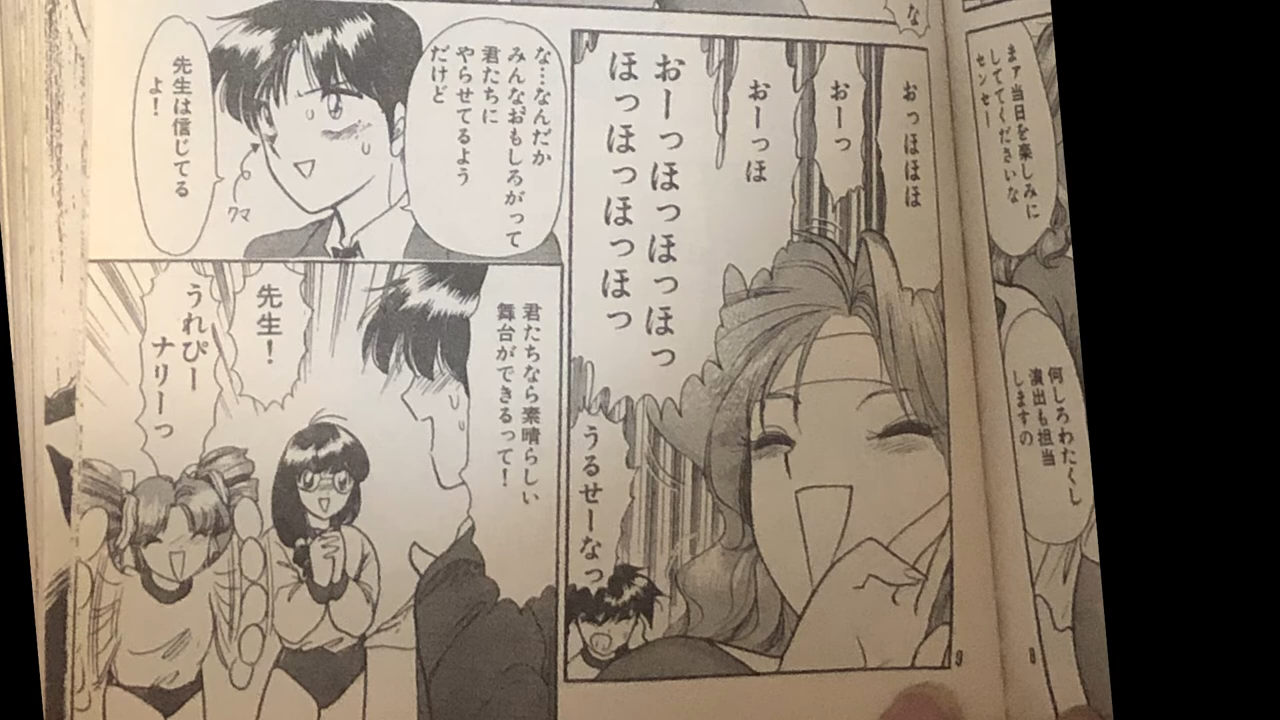 まァ当日を楽しみに
しててくださいな
センセー
何しろわたくし
演出も担当
しますの
8
な
おっほほほ
おーっ
おーっほ
おーっほっほっほっ
ほっほっほっほっ
うるせーなっ
9
な…なんだか
みんなおもしろがって
君たちに
やらせてるよう
だけど
クマ
先生は信じてる
よ!
君たちなら素晴らしい
舞台ができるって!
先生!
うれぴー
ナリーっ